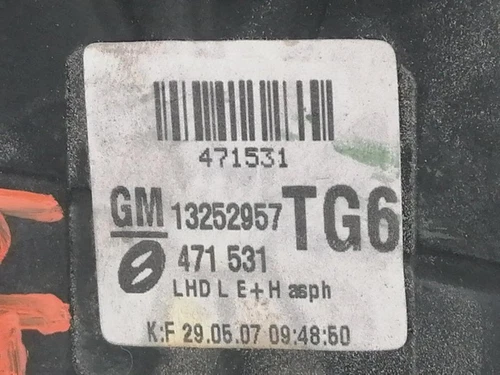 471531
GM 13252957 TG6
471 531
LHD L E+H asph
K:F 29.05.07 09:48:50